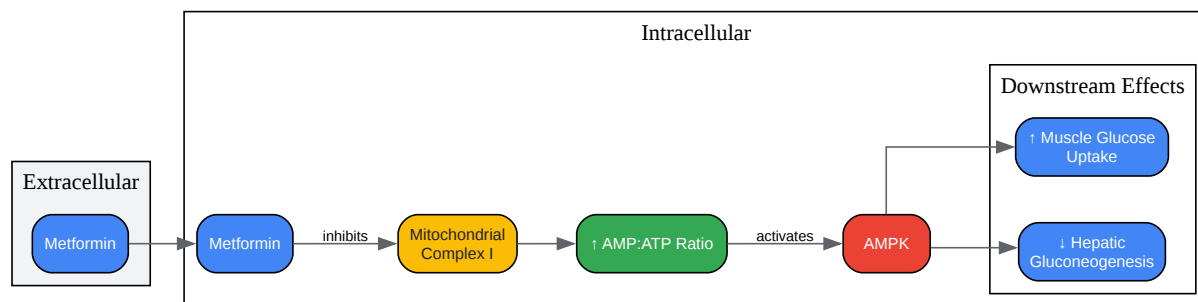 Intracellular
Downstream Effects
↑ Muscle Glucose
Uptake
Extracellular
Metformin
Metformin
inhibits
Mitochondrial
Complex I
↑ AMP:ATP Ratio
activates
AMPK
↓ Hepatic
Gluconeogenesis